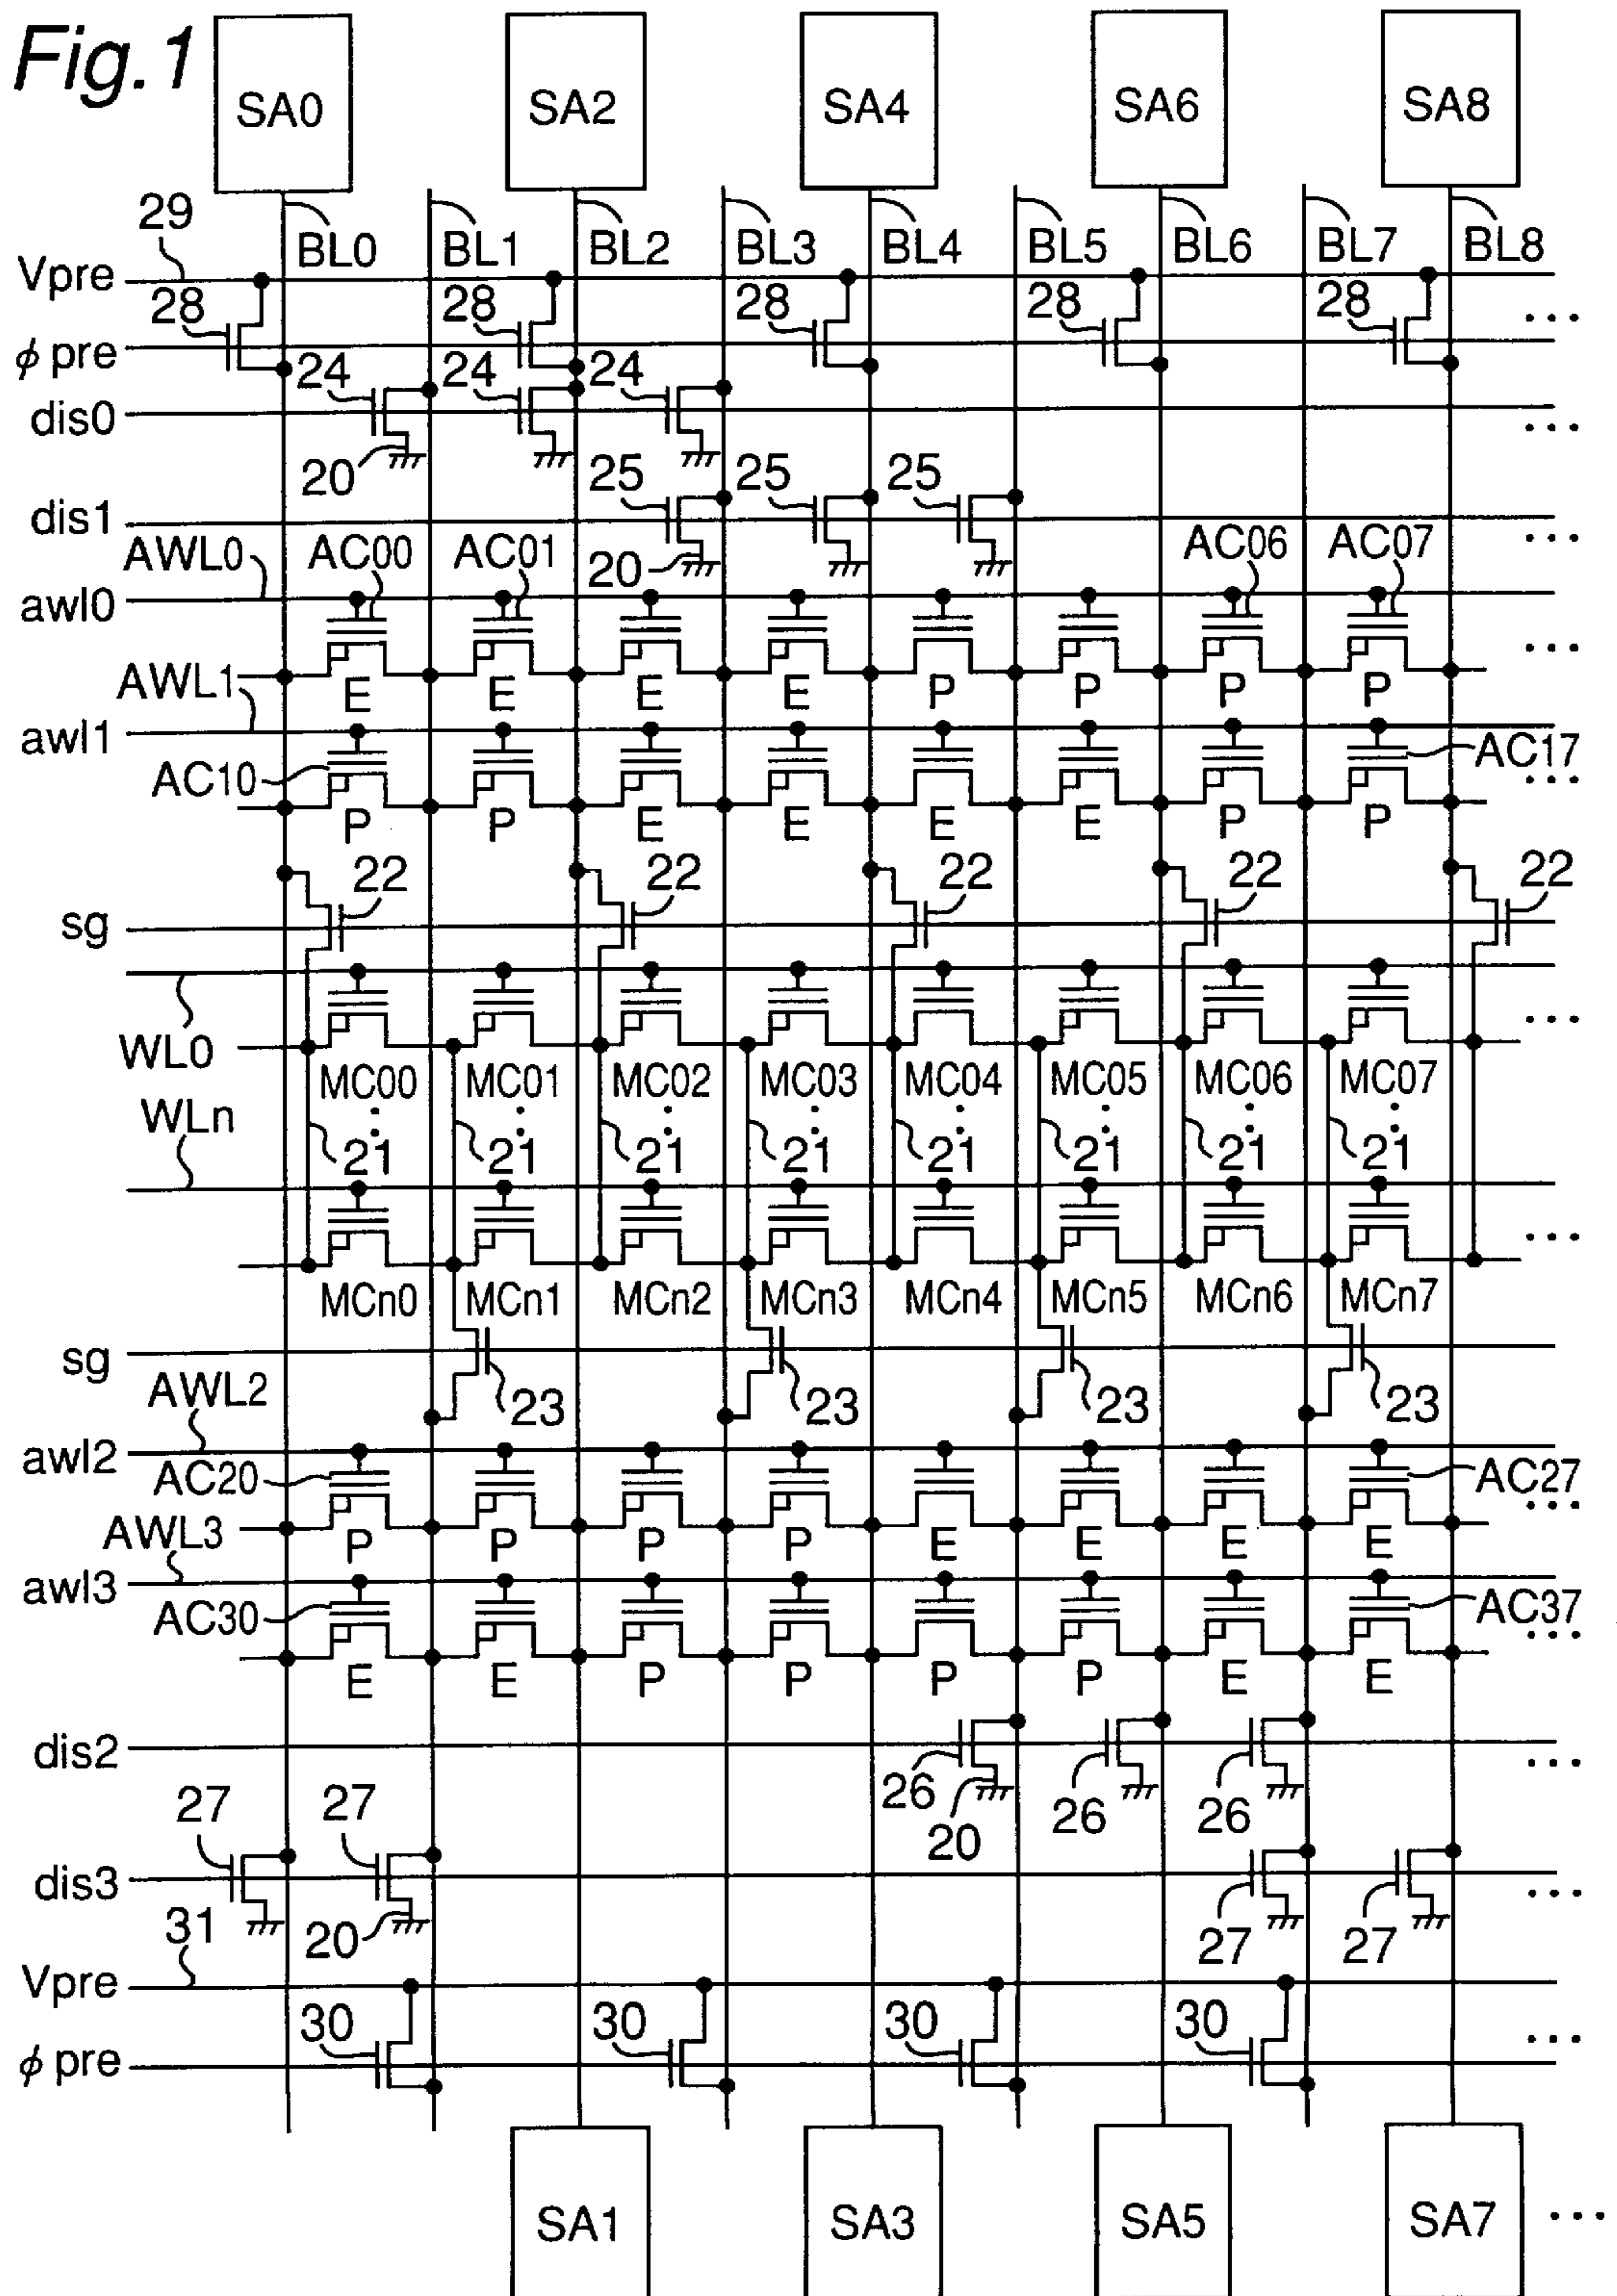 Fig.1
SA0 SA2 SA4 SA6 SA8
29 BL0 BL1 BL2 BL3 BL4 BL5 BL6 BL7 BL8
Vpre
28 28 28 28 28
ϕ pre ...
24 24 24
dis0 ...
20
25 25 25
dis1 ...
20
AWL0 AC00 AC01 AC06 AC07
awl0
...
AWL1 E E E E P P P P
awl1
AC10 AC17
...
P P E E E E P P
22 22 22 22 22
sg
WL0 ...
MC00 MC01 MC02 MC03 MC04 MC05 MC06 MC07
: : : : : : : :
WLn
21 21 21 21 21 21 21 21
...
MCn0 MCn1 MCn2 MCn3 MCn4 MCn5 MCn6 MCn7
sg
AWL2 23 23 23 23
awl2
AC20 AC27
...
AWL3 P P P P E E E E
awl3
AC30 AC37
...
E E P P P P E E
dis2 ...
26 20 26 26
27 27
dis3 ...
31 20 27 27
Vpre
30 30 30 30
ϕ pre ...
SA1 SA3 SA5 SA7 ...